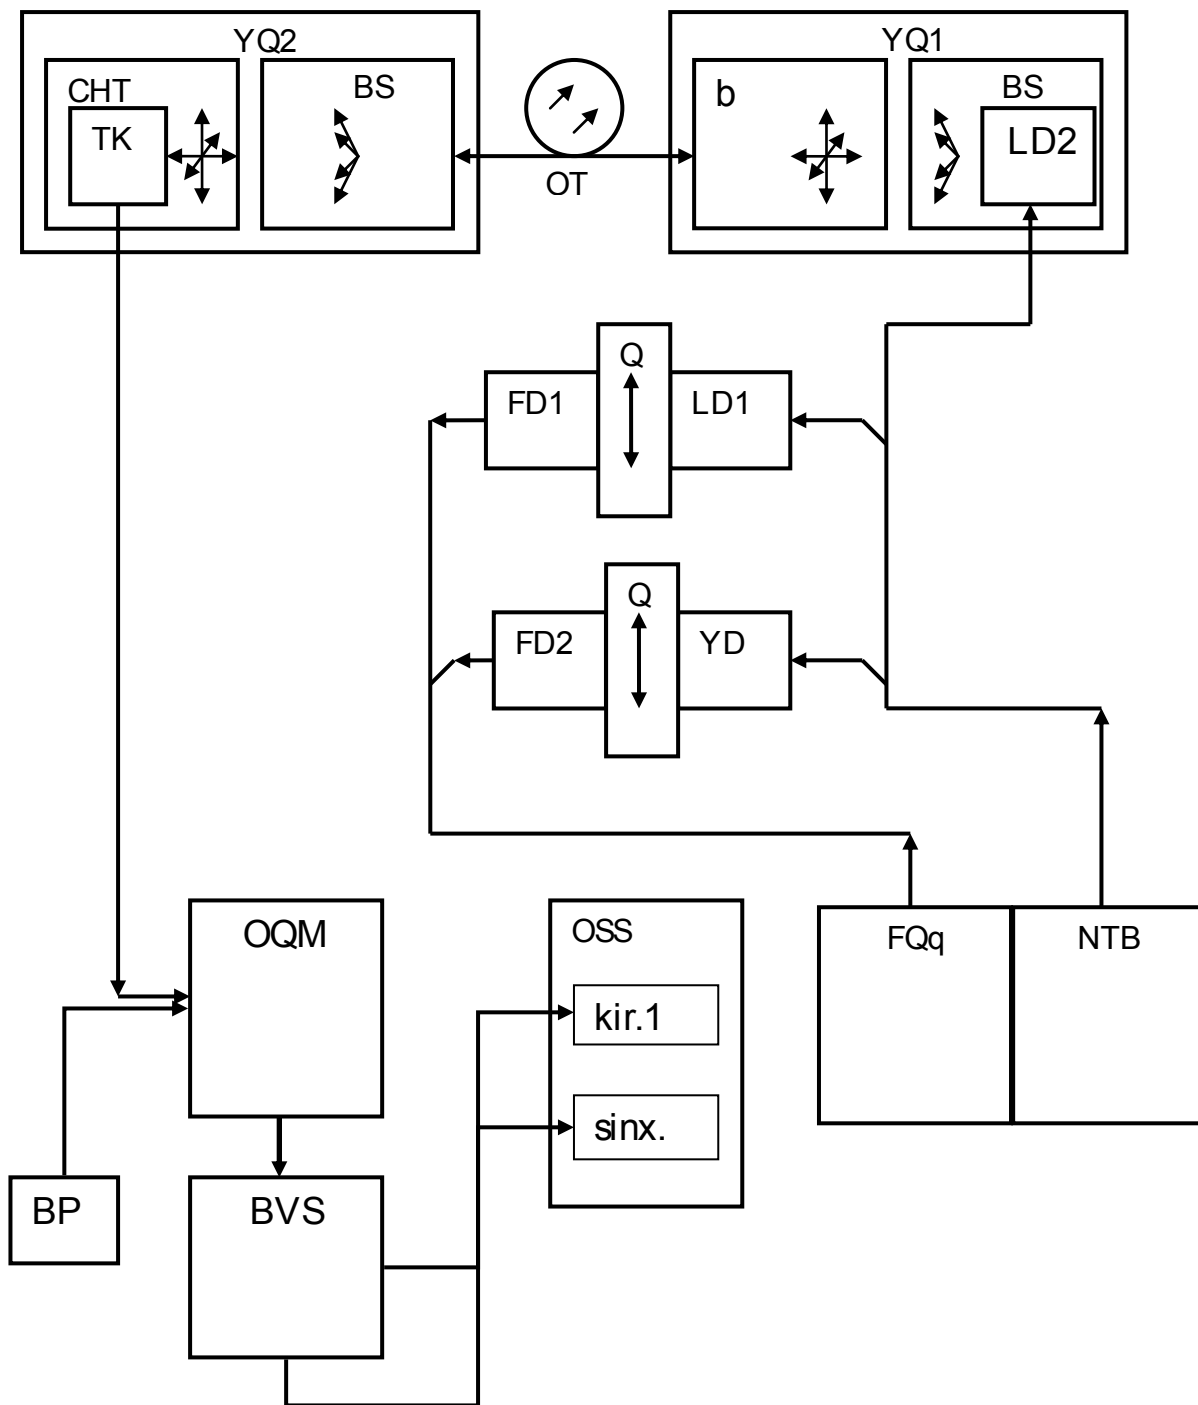 YQ2
YQ1
CHT
BS
b
BS
TK
LD2
OT
Q
FD1
LD1
Q
FD2
YD
OQM
OSS
FQq
NTB
kir.1
sinx.
BP
BVS